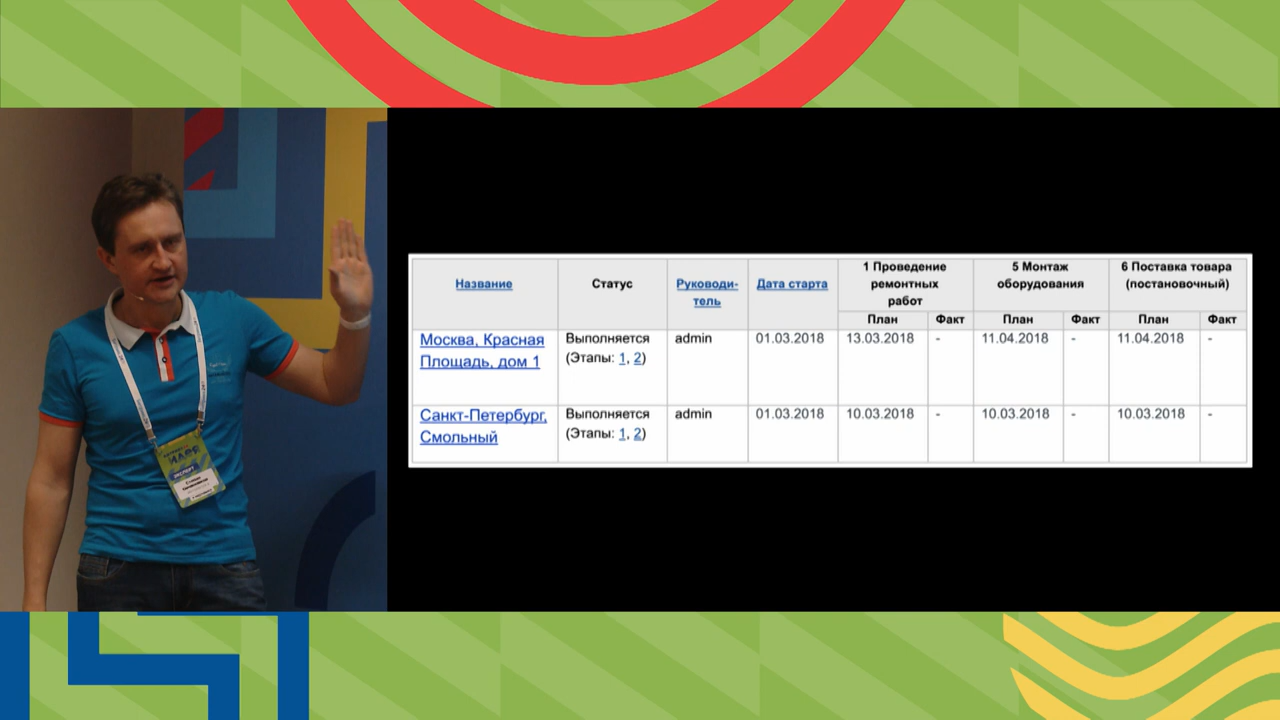 Название
Статус
Руководи-
тель
Дата старта
1 Проведение
ремонтных
работ
5 Монтаж
оборудования
6 Поставка товара
(постановочный)
План
Факт
План
Факт
План
Факт
Москва, Красная
Площадь, дом 1
Выполняется
(Этапы: 1, 2)
admin
01.03.2018
13.03.2018
-
11.04.2018
-
11.04.2018
-
Санкт-Петербург,
Смольный
Выполняется
(Этапы: 1, 2)
admin
01.03.2018
10.03.2018
-
10.03.2018
-
10.03.2018
-
ЭКСПЕРТ